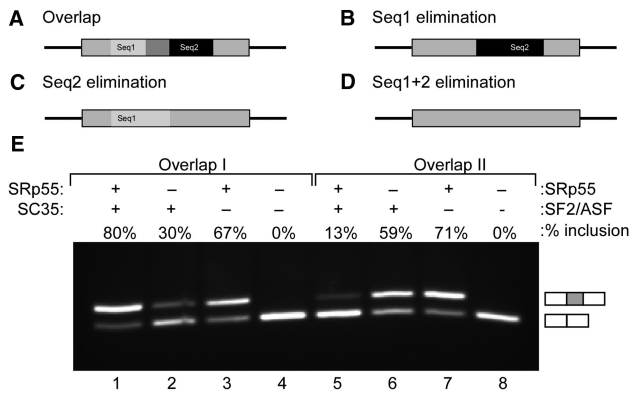 A Overlap
Seq1 Seq2
B Seq1 elimination
Seq2
C Seq2 elimination
Seq1
D Seq1+2 elimination
E
Overlap I Overlap II
SRp55: + – + – + – + – :SRp55
SC35: + + – – + + – - :SF2/ASF
80% 30% 67% 0% 13% 59% 71% 0% :% inclusion
1 2 3 4 5 6 7 8